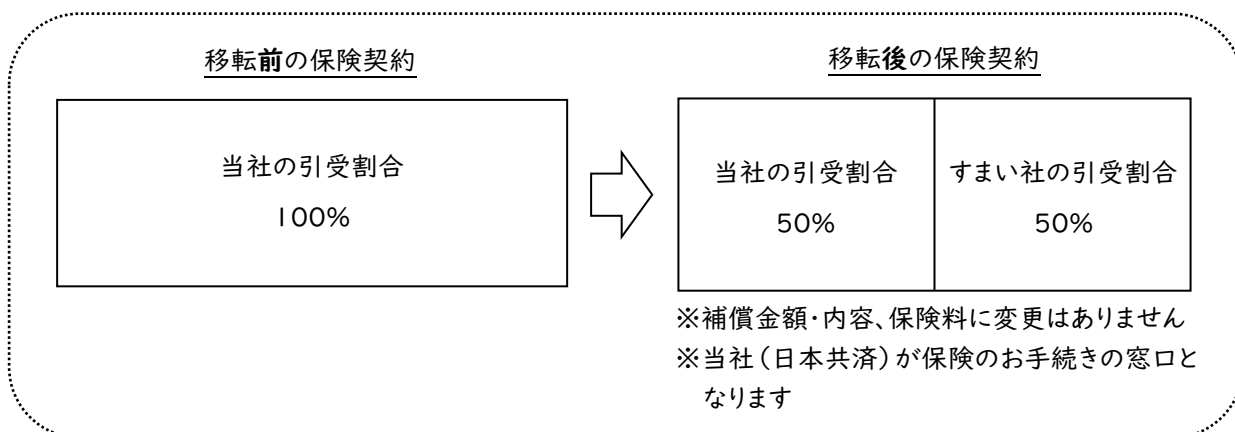 移転前の保険契約
当社の引受割合
100%
移転後の保険契約
当社の引受割合
50%
すまい社の引受割合
50%
※補償金額・内容、保険料に変更はありません
※当社(日本共済)が保険のお手続きの窓口と
なります